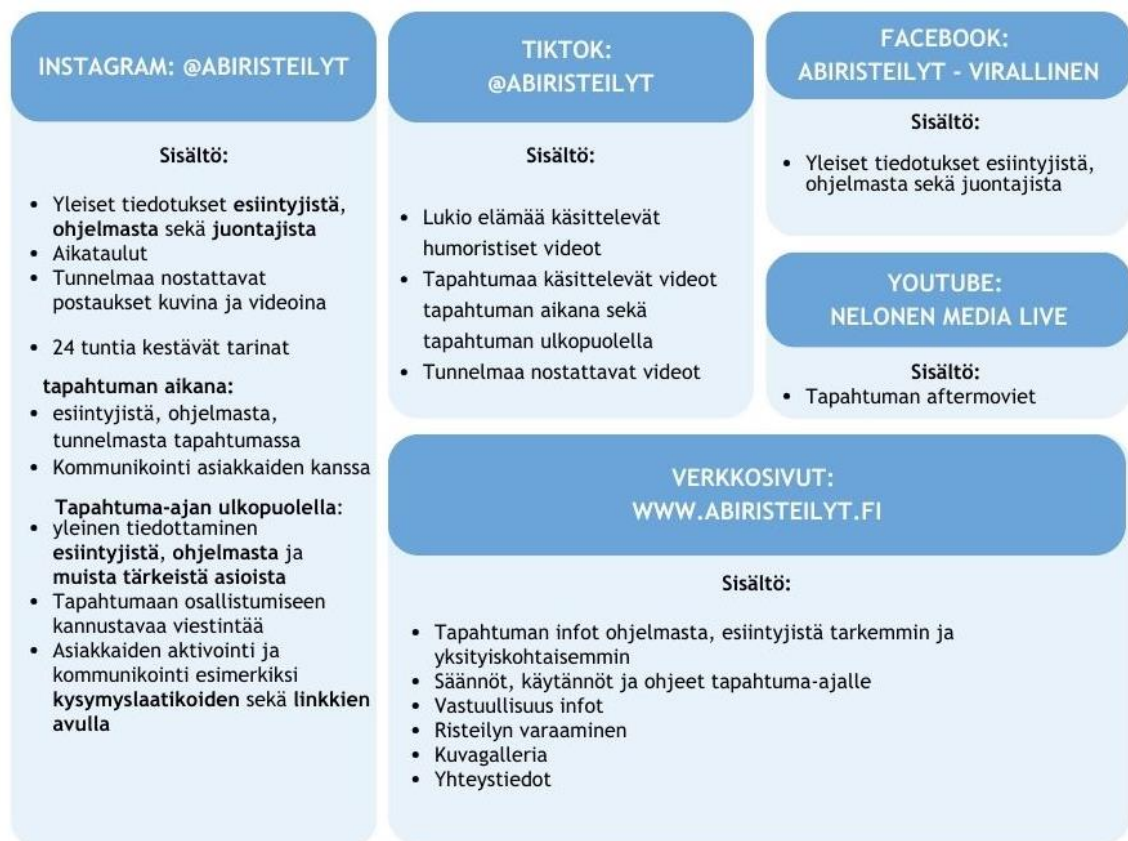 INSTAGRAM: @ABIRISTEILYT
Sisältö:
• Yleiset tiedotukset esiintyjistä,
ohjelmasta sekä juontajista
• Aikataulut
• Tunnelmaa nostattavat
postaukset kuvina ja videoina
• 24 tuntia kestävät tarinat
tapahtuman aikana:
• esiintyjistä, ohjelmasta,
tunnelmasta tapahtumassa
• Kommunikointi asiakkaiden kanssa
Tapahtuma-ajan ulkopuolella:
• yleinen tiedottaminen
esiintyjistä, ohjelmasta ja
muista tärkeistä asioista
• Tapahtumaan osallistumiseen
kannustavaa viestintää
• Asiakkaiden aktivointi ja
kommunikointi esimerkiksi
kysymyslaatikoiden sekä linkkien
avulla
TIKTOK:
@ABIRISTEILYT
Sisältö:
• Lukio elämää käsittelevät
humoristiset videot
• Tapahtumaa käsittelevät videot
tapahtuman aikana sekä
tapahtuman ulkopuolella
• Tunnelmaa nostattavat videot
FACEBOOK:
ABIRISTEILYT - VIRALLINEN
Sisältö:
• Yleiset tiedotukset esiintyjistä,
ohjelmasta sekä juontajista
YOUTUBE:
NELONEN MEDIA LIVE
Sisältö:
• Tapahtuman aftermoviet
VERKKOSIVUT:
WWW.ABIRISTEILYT.FI
Sisältö:
• Tapahtuman infot ohjelmasta, esiintyjistä tarkemmin ja
yksityiskohtaisemmin
• Säännöt, käytännöt ja ohjeet tapahtuma-ajalle
• Vastuullisuus infot
• Risteilyn varaaminen
• Kuvagalleria
• Yhteystiedot